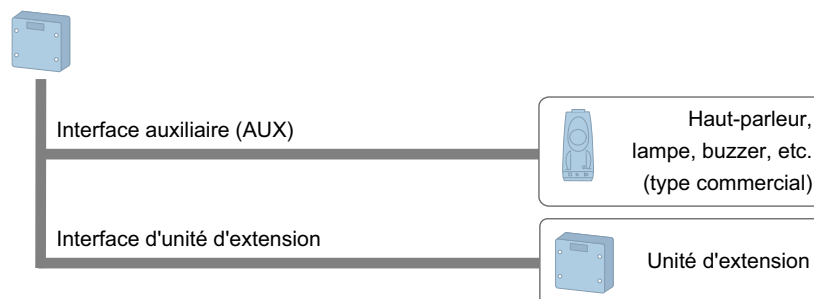 Interface auxiliaire (AUX)
Haut-parleur,
lampe, buzzer, etc.
(type commercial)
Interface d'unité d'extension
Unité d'extension